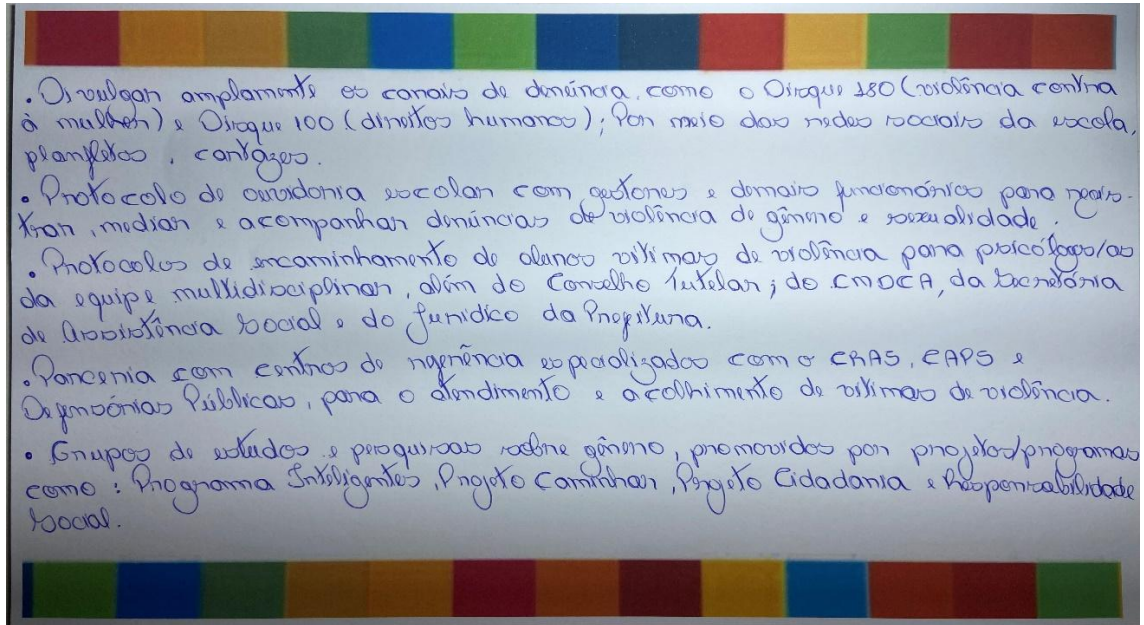 . Divulgar amplamente os canais de denúncia, como o Disque 180 (violência contra
à mulher) e Disque 100 (direitos humanos); Por meio das redes sociais da escola,
planfletos, cartázes.
• Protocolo de ouvidoria escolar com gestores e demais funcionários para regis-
trar, mediar e acompanhar denúncias de violência de gênero e sexualidade.
. Protocolos de encaminhamento de alunos vítimas de violência para psicólogo/as
da equipe multidisciplinar, além do Conselho Tutelar; do CMDCA, da Secretária
de Assistência Social e do Jurídico da Prefeitura.
. Parceria com centros de referência especializados como o CRAS, CAPS e
Defensórias Públicas, para o atendimento e acolhimento de vítimas de violência.
• Grupos de estudos e pesquisas sobre gênero, promovidos por projetos/programas
como: Programa Inteligentes, Projeto Caminhar, Projeto Cidadania e Responsabilidade
Social.